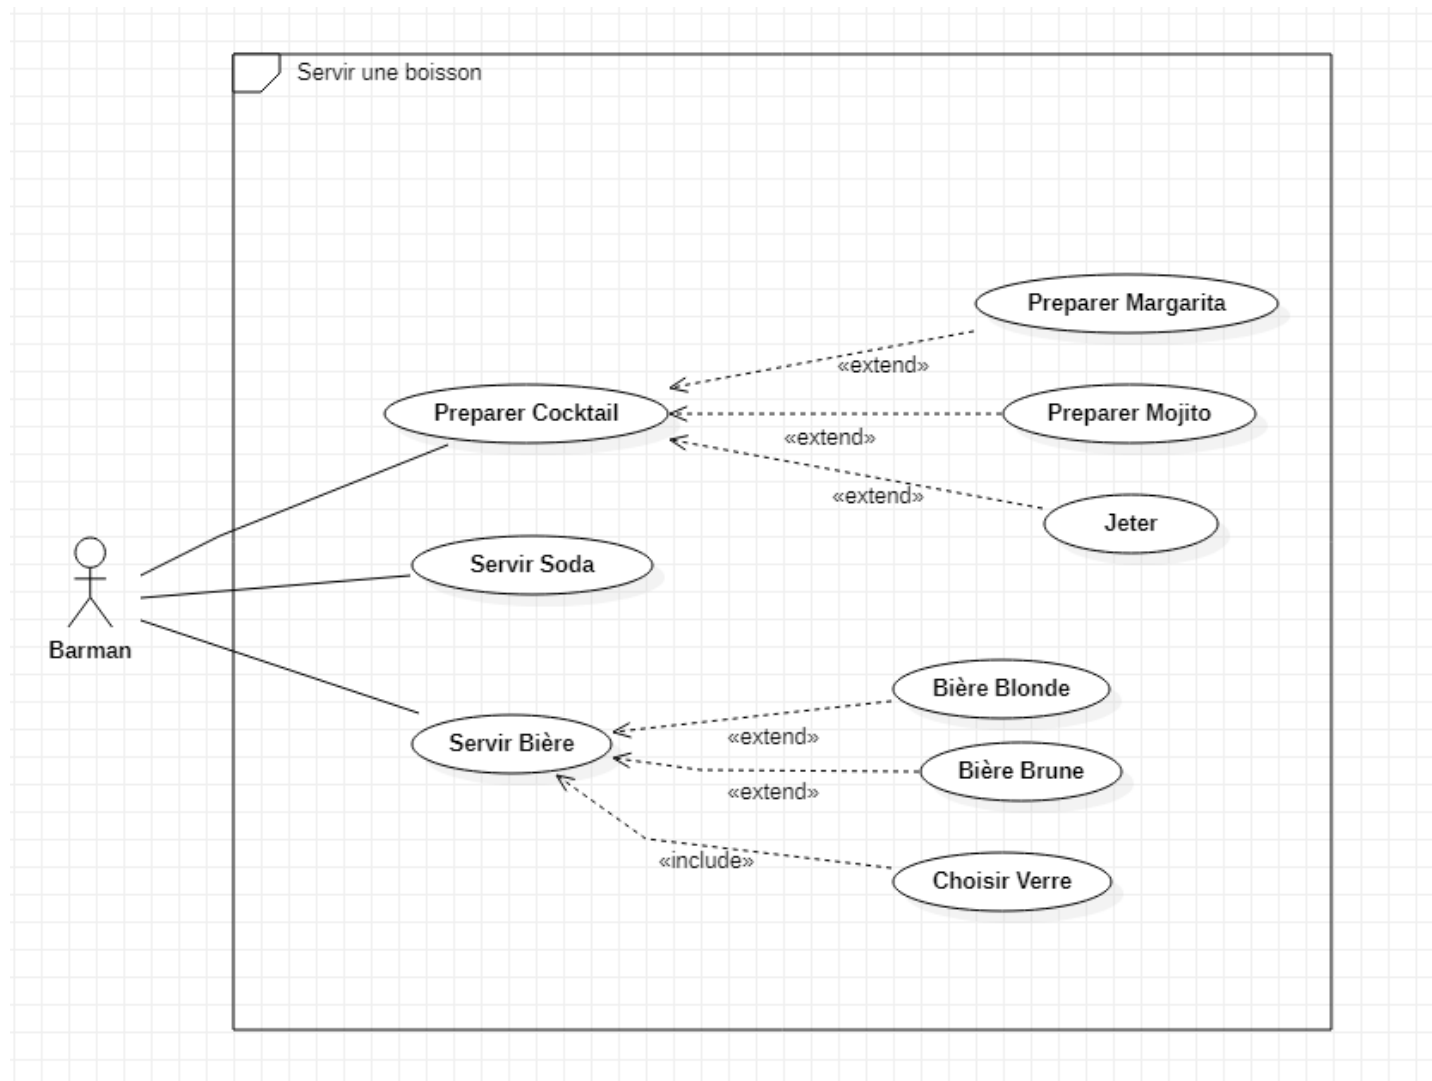 Servir une boisson
Preparer Margarita
«extend»
Preparer Cocktail
Preparer Mojito
«extend»
«extend»
Jeter
Servir Soda
Barman
Bière Blonde
«extend»
Servir Bière
Bière Brune
«extend»
«include»
Choisir Verre